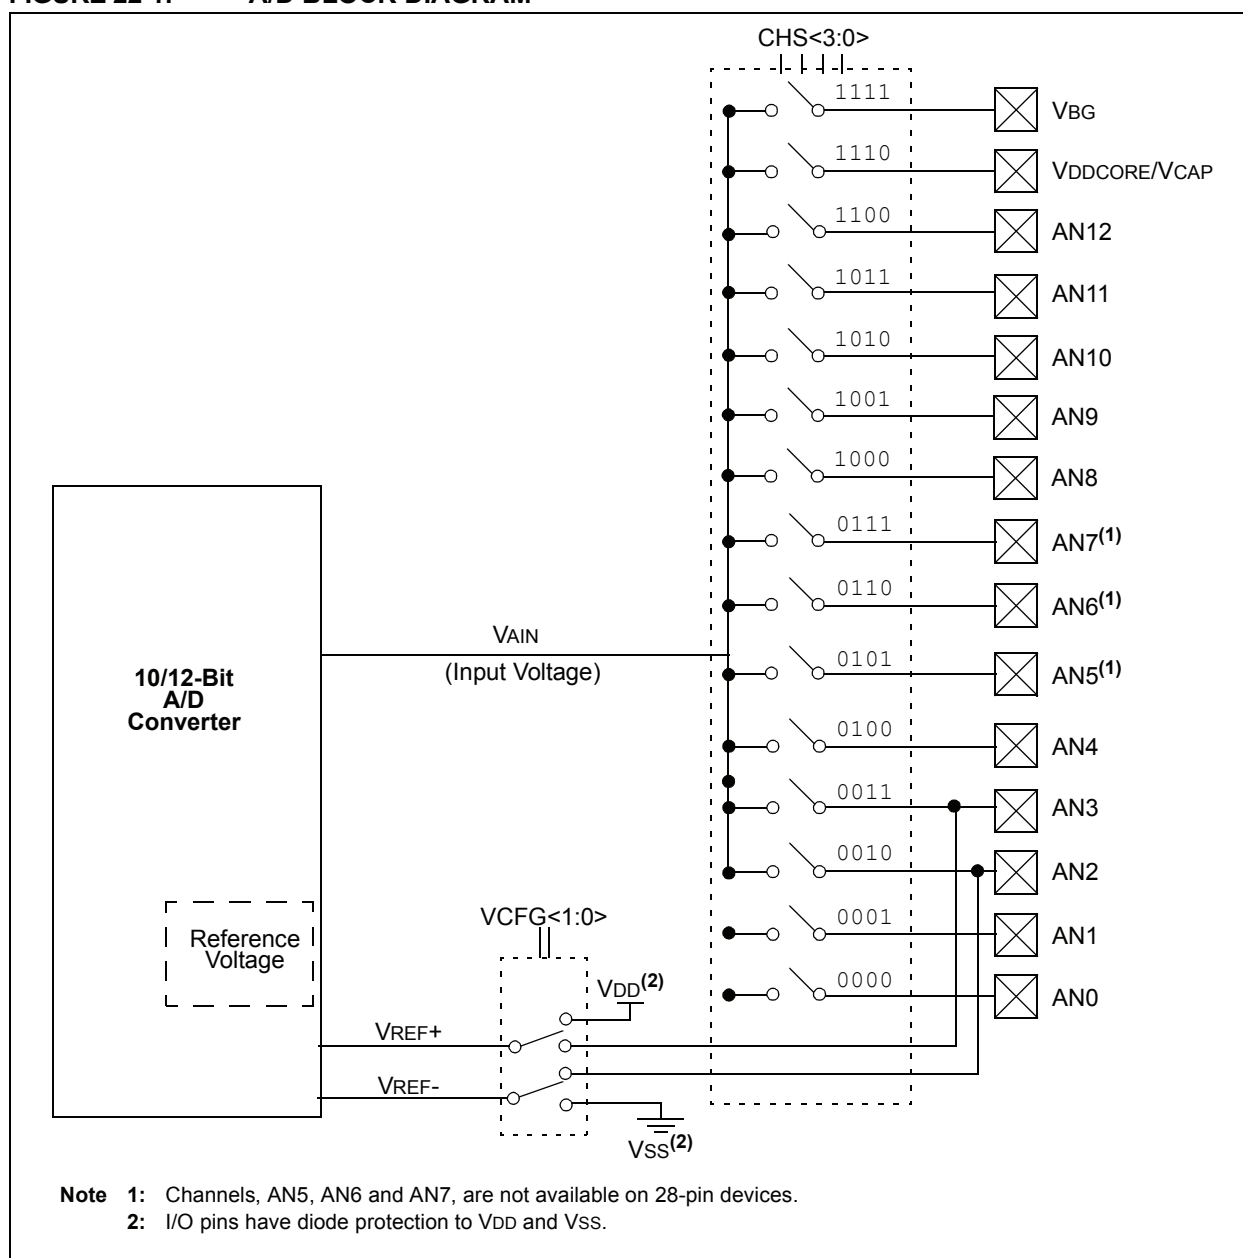 CHS<3:0>
1111 VBG
1110 VDDCORE/VCAP
1100 AN12
1011 AN11
1010 AN10
1001 AN9
1000 AN8
0111 AN7(1)
0110 AN6(1)
VAIN
(Input Voltage)
0101 AN5(1)
10/12-Bit
A/D
Converter
0100 AN4
0011 AN3
0010 AN2
VCFG<1:0>
0001 AN1
Reference
Voltage
VDD(2)
0000 AN0
VREF+
VREF-
VSS(2)
Note 1: Channels, AN5, AN6 and AN7, are not available on 28-pin devices.
2: I/O pins have diode protection to VDD and VSS.